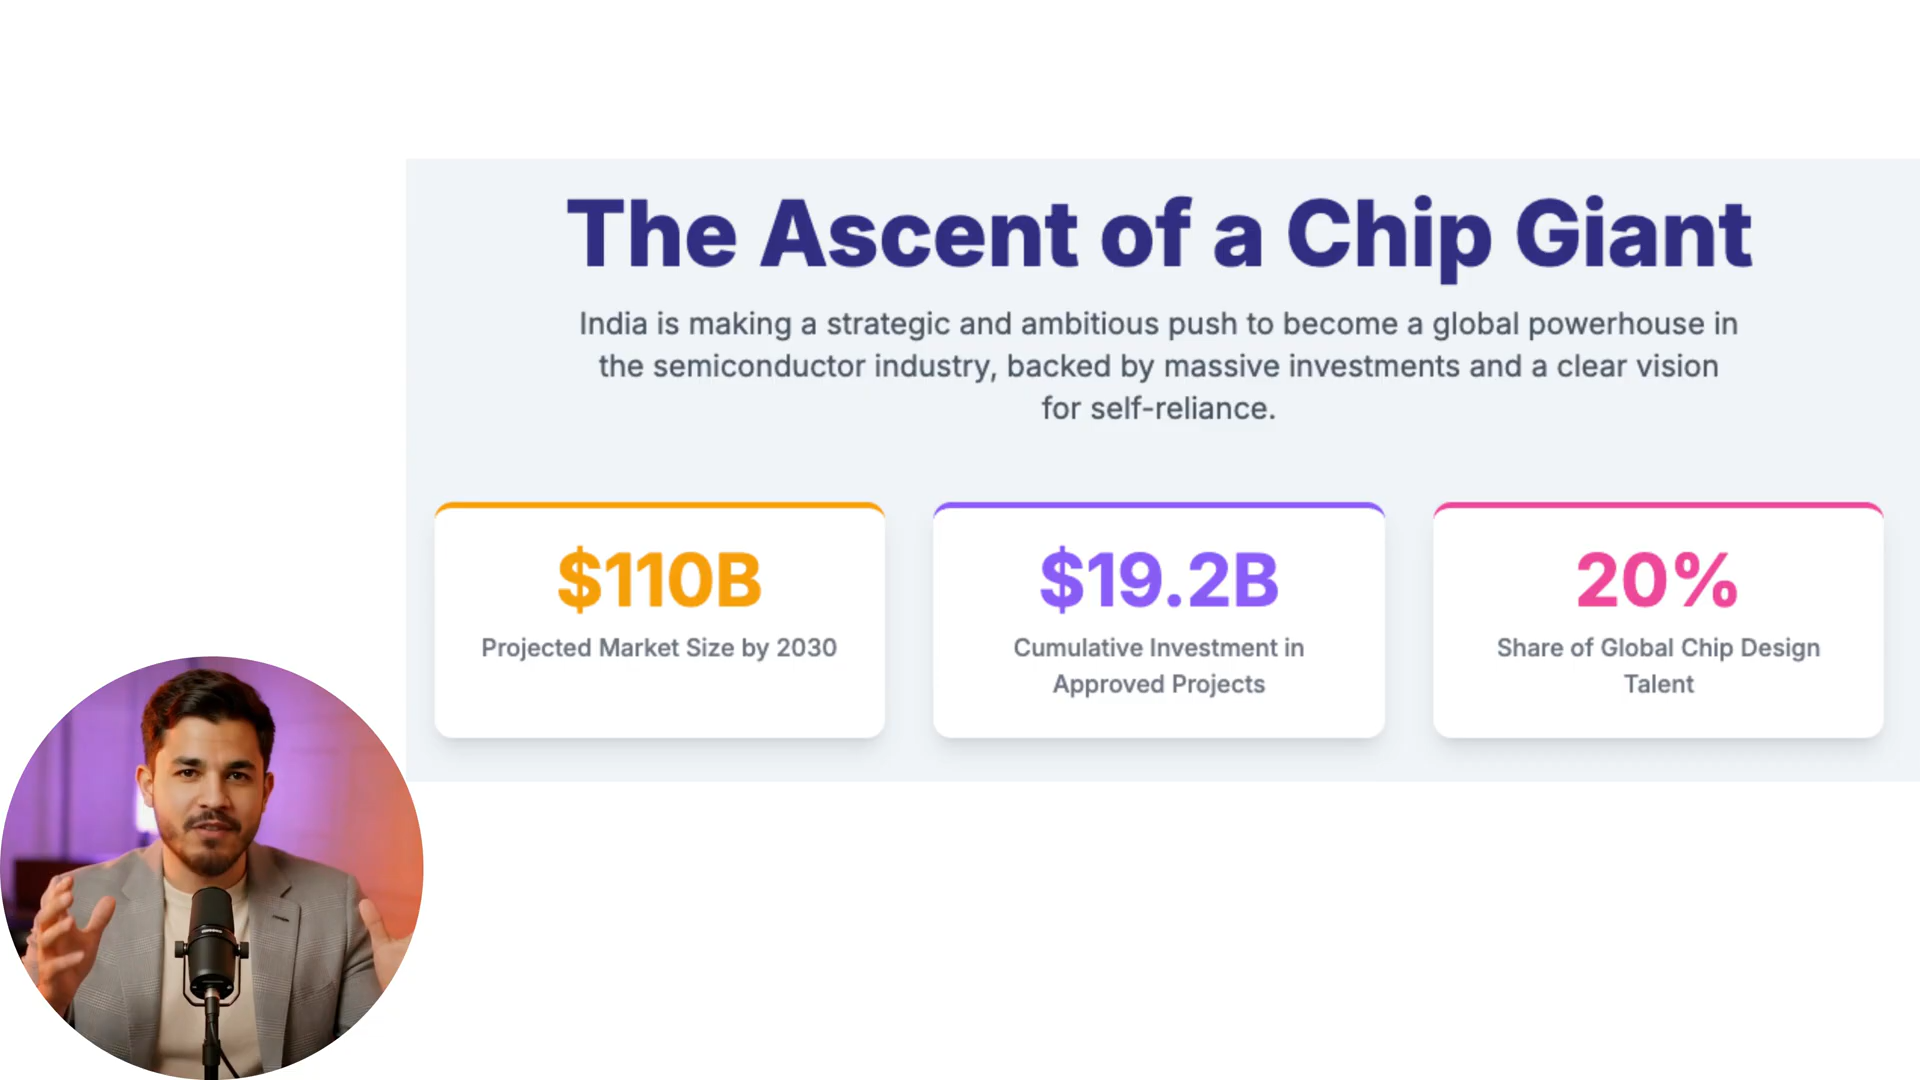 The Ascent of a Chip Giant
India is making a strategic and ambitious push to become a global powerhouse in
the semiconductor industry, backed by massive investments and a clear vision
for self-reliance.
$110B
Projected Market Size by 2030
$19.2B
Cumulative Investment in
Approved Projects
20%
Share of Global Chip Design
Talent